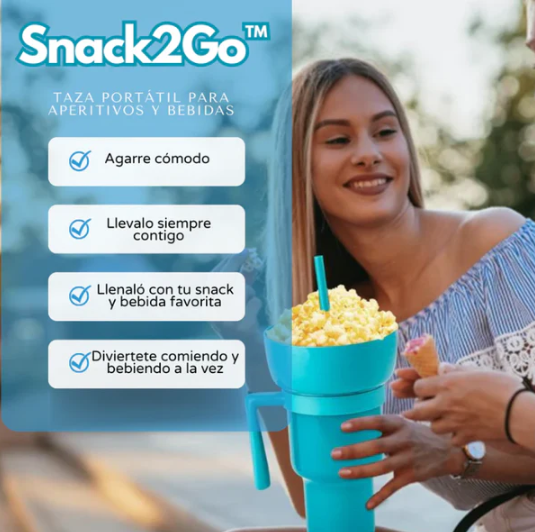 Snack2Go™
TAZA PORTÁTIL PARA
APERITIVOS Y BEBIDAS
Agarre cómodo
Llevalo siempre
contigo
Llenaló con tu snack
y bebida favorita
Diviertete comiendo y
bebiendo a la vez